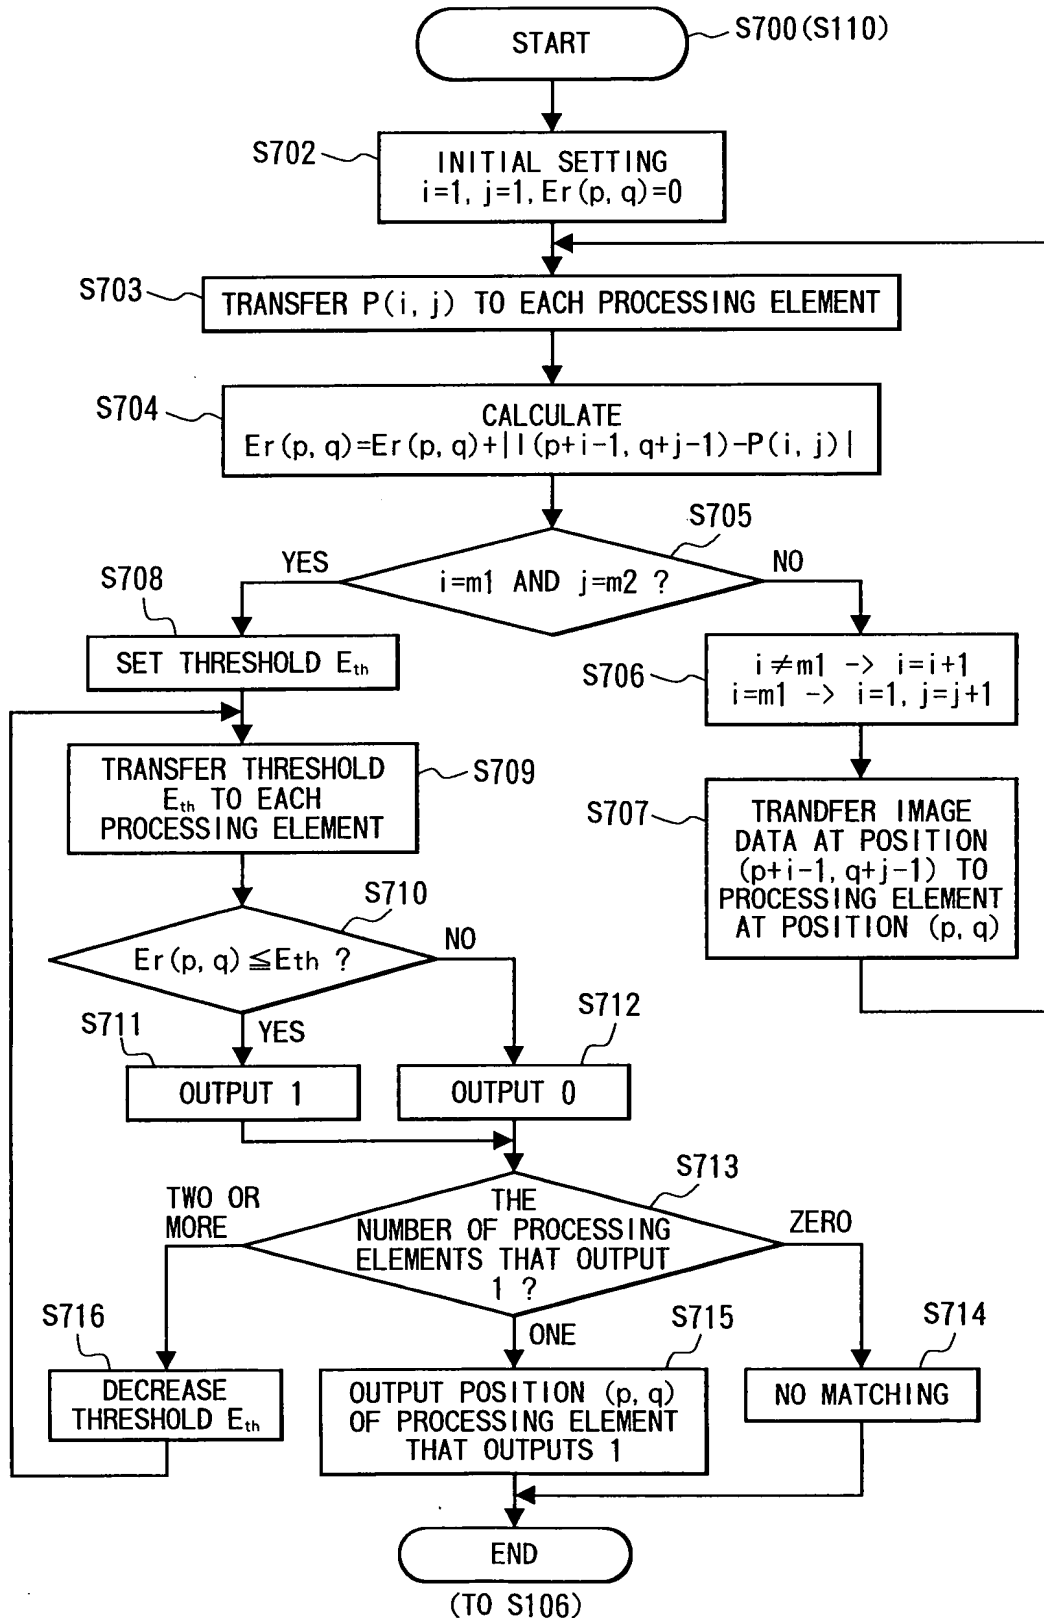 START
S700(S110)
S702
INITIAL SETTING
i=1, j=1, Er(p, q)=0
S703
TRANSFER P(i, j) TO EACH PROCESSING ELEMENT
S704
CALCULATE
Er(p, q)=Er(p, q)+|I(p+i-1, q+j-1)-P(i, j)|
S705
i=m1 AND j=m2 ?
YES
NO
S708
SET THRESHOLD Eth
S706
i≠m1 -> i=i+1
i=m1 -> i=1, j=j+1
S709
TRANSFER THRESHOLD
Eth TO EACH
PROCESSING ELEMENT
S707
TRANDFER IMAGE
DATA AT POSITION
(p+i-1, q+j-1) TO
PROCESSING ELEMENT
AT POSITION (p, q)
S710
Er(p, q)≦Eth ?
NO
YES
S711
OUTPUT 1
S712
OUTPUT 0
S713
THE
NUMBER OF PROCESSING
ELEMENTS THAT OUTPUT
1 ?
TWO OR
MORE
ZERO
ONE
S716
DECREASE
THRESHOLD Eth
S715
OUTPUT POSITION (p, q)
OF PROCESSING ELEMENT
THAT OUTPUTS 1
S714
NO MATCHING
END
(TO S106)